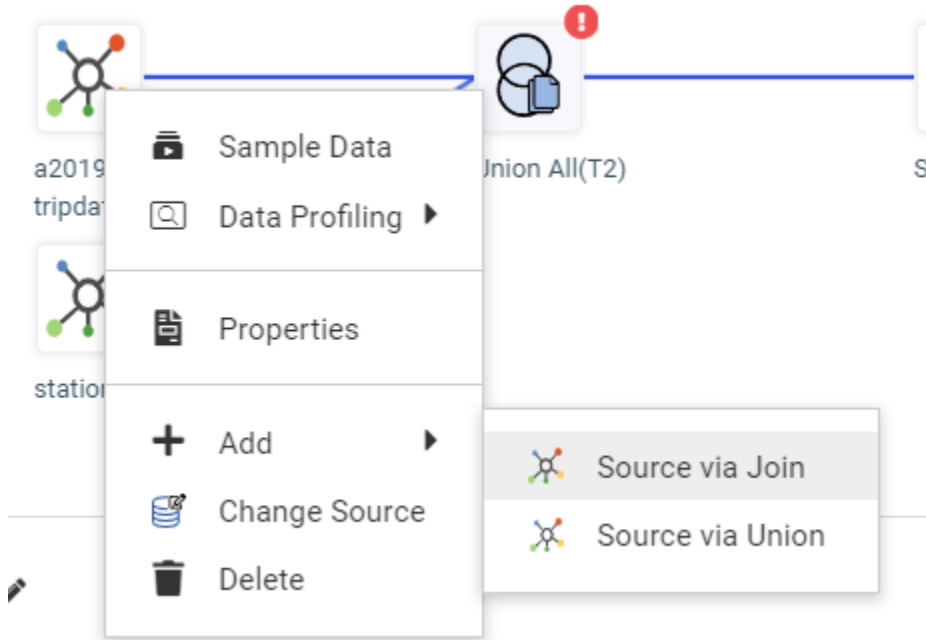 a2019
tripda
Union All(T2)
S
station
Sample Data
Data Profiling
Properties
Add
Change Source
Delete
Source via Join
Source via Union